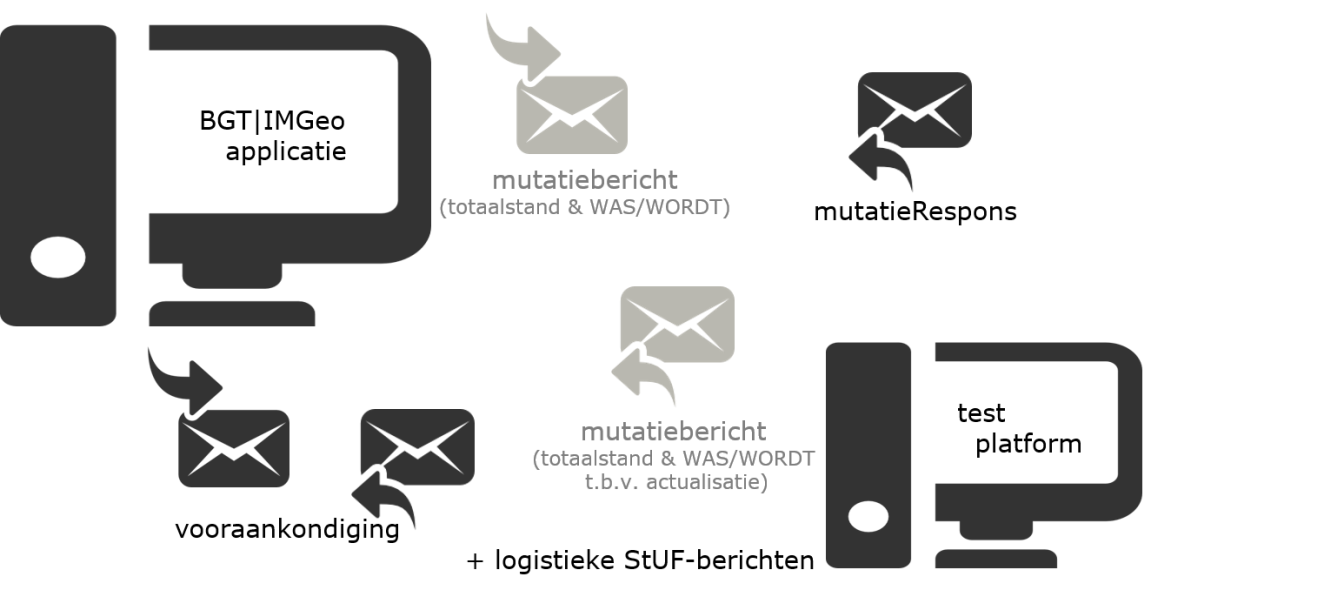 BGT|IMGeo
applicatie
mutatiebericht
(totaalstand & WAS/WORDT)
mutatieRespons
mutatiebericht
(totaalstand & WAS/WORDT
t.b.v. actualisatie)
test
platform
vooraankondiging
+ logistieke StUF-berichten